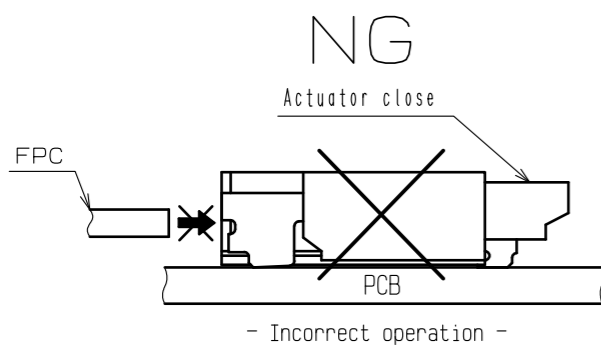 NG
Actuator close
FPC
PCB
- Incorrect operation -